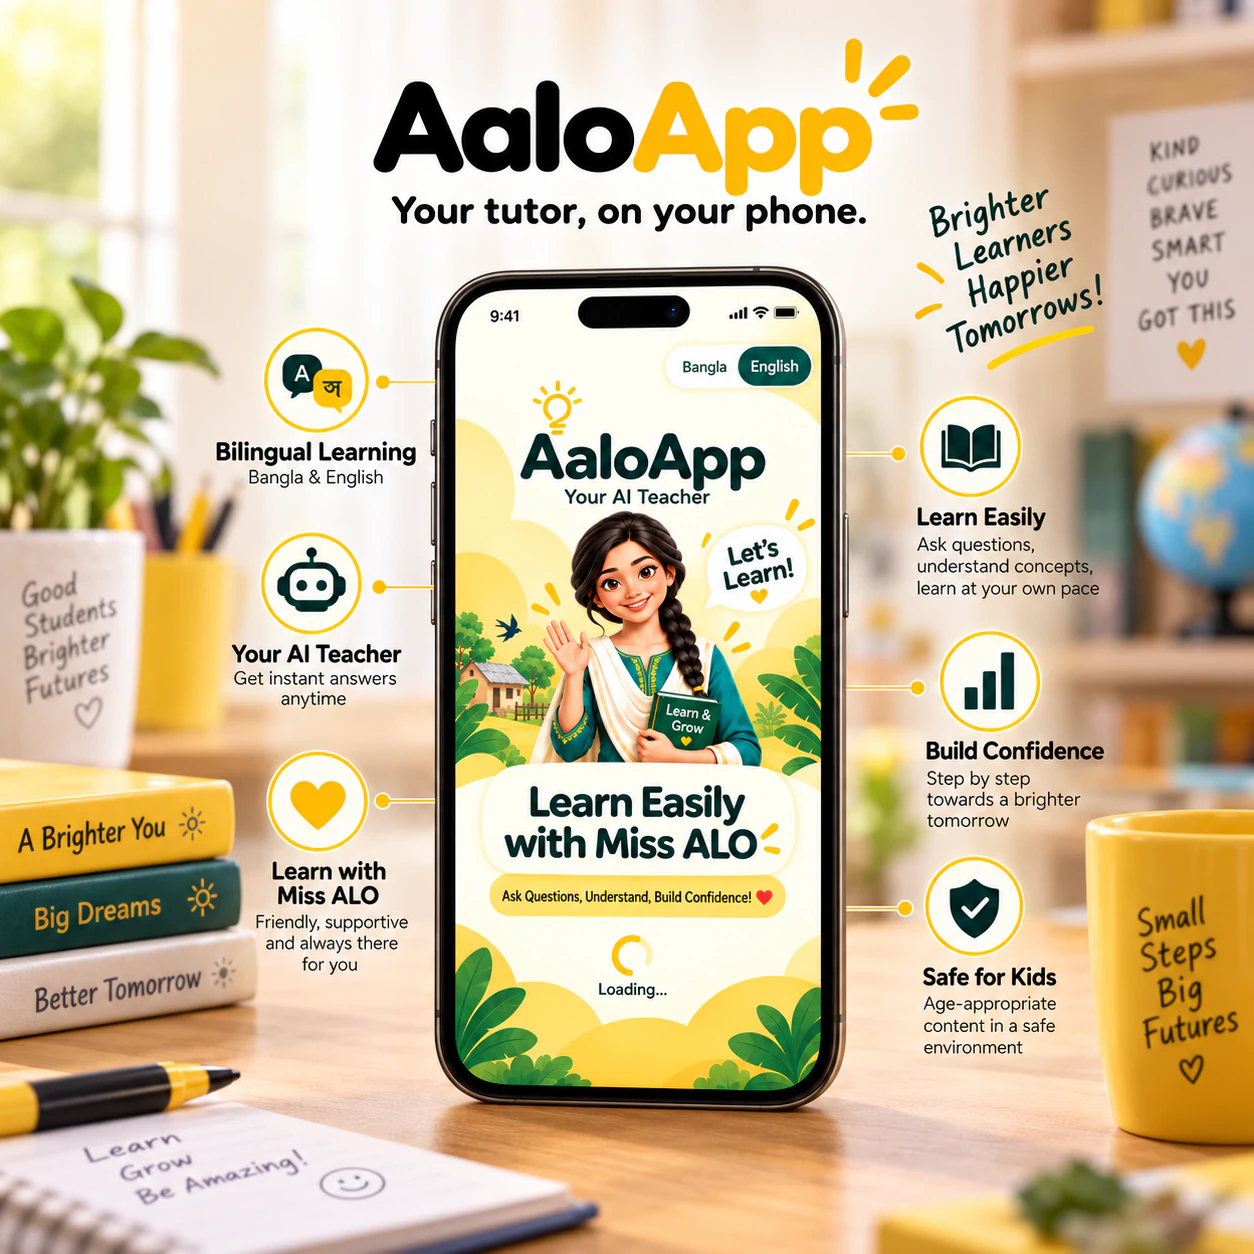 AaloApp
Your tutor, on your phone.
Brighter
Learners
Happier
Tomorrows!
KIND
CURIOUS
BRAVE
SMART
YOU
GOT THIS
9:41
Bangla English
AaloApp
Your AI Teacher
Let's
Learn!
Learn &
Grow
Learn Easily
with Miss ALO
Ask Questions, Understand, Build Confidence!
Loading...
A অ
Bilingual Learning
Bangla & English
Your AI Teacher
Get instant answers
anytime
Learn with
Miss ALO
Friendly, supportive
and always there
for you
Learn Easily
Ask questions,
understand concepts,
learn at your own pace
Build Confidence
Step by step
towards a brighter
tomorrow
Safe for Kids
Age-appropriate
content in a safe
environment
Good
Students
Brighter
Futures
A Brighter You
Big Dreams
Better Tomorrow
Small
Steps
Big
Futures
Learn
Grow
Be Amazing!